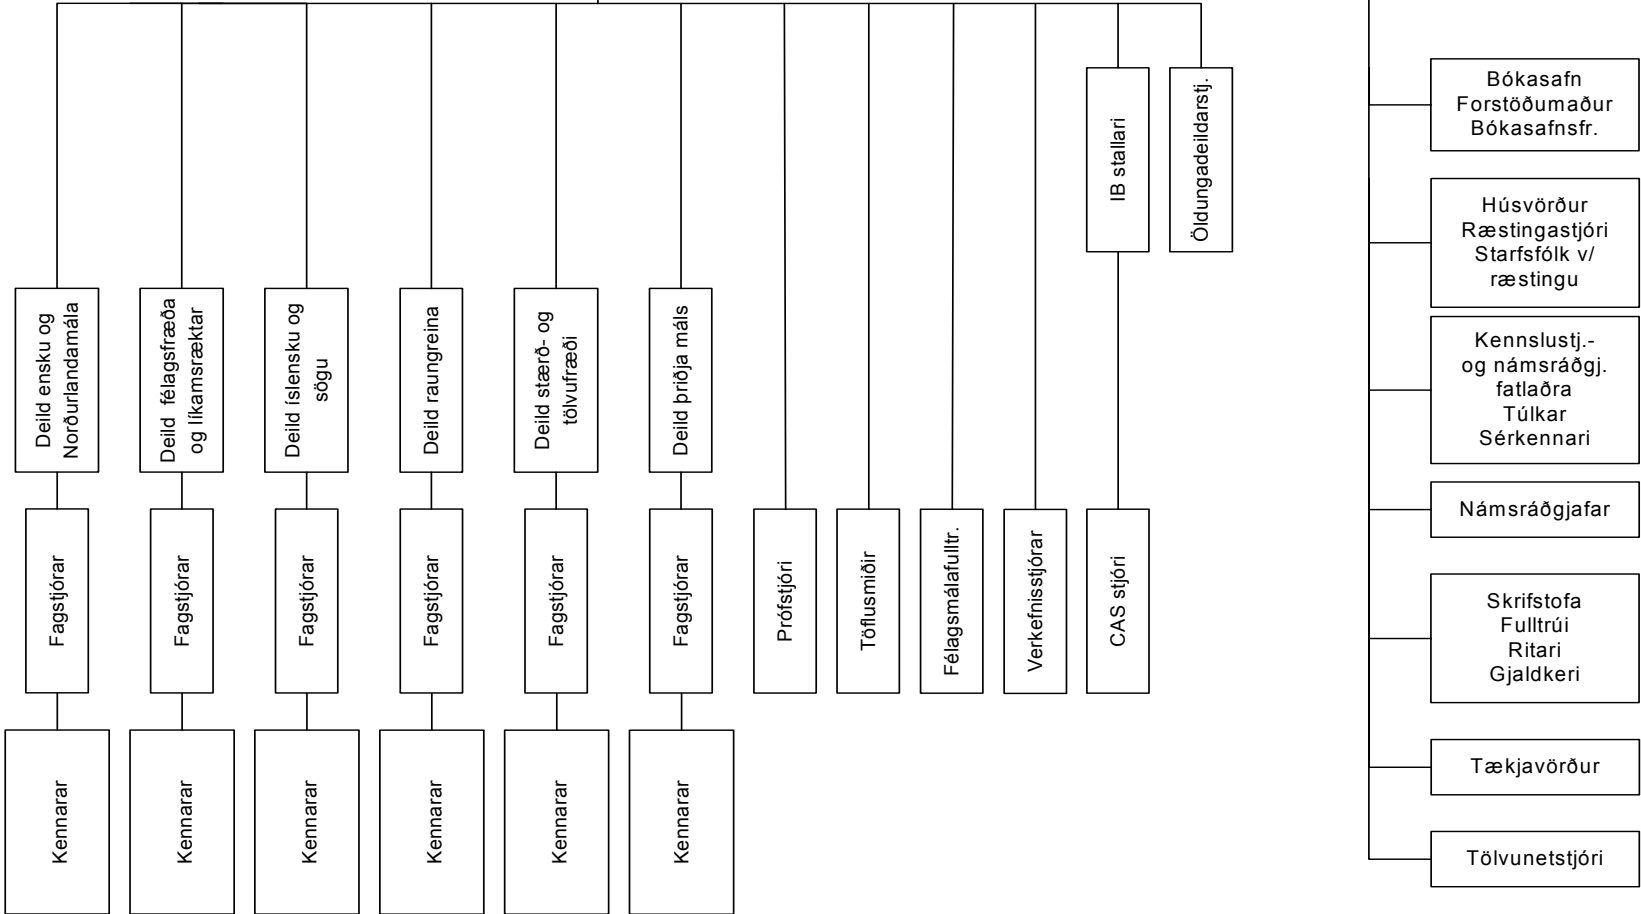 IB stallari
Öldungadeildarstj.
Deild ensku og
Norðurlandamála
Deild félagsfræða
og líkamsræktar
Deild íslensku og
sögu
Deild raungreina
Deild stærð- og
tölvufræði
Deild þriðja máls
Fagstjórar
Fagstjórar
Fagstjórar
Fagstjórar
Fagstjórar
Fagstjórar
Prófstjóri
Töflusmiðir
Félagsmálafulltr.
Verkefnisstjórar
CAS stjóri
Kennarar
Kennarar
Kennarar
Kennarar
Kennarar
Kennarar
Bókasafn
Forstöðumaður
Bókasafnsfr.
Húsvörður
Ræstingastjóri
Starfsfólk v/
ræstingu
Kennslustj.-
og námsráðgj.
fatlaðra
Túlkar
Sérkennari
Námsráðgjafar
Skrifstofa
Fulltrúi
Ritari
Gjaldkeri
Tækjavörður
Tölvunetstjóri